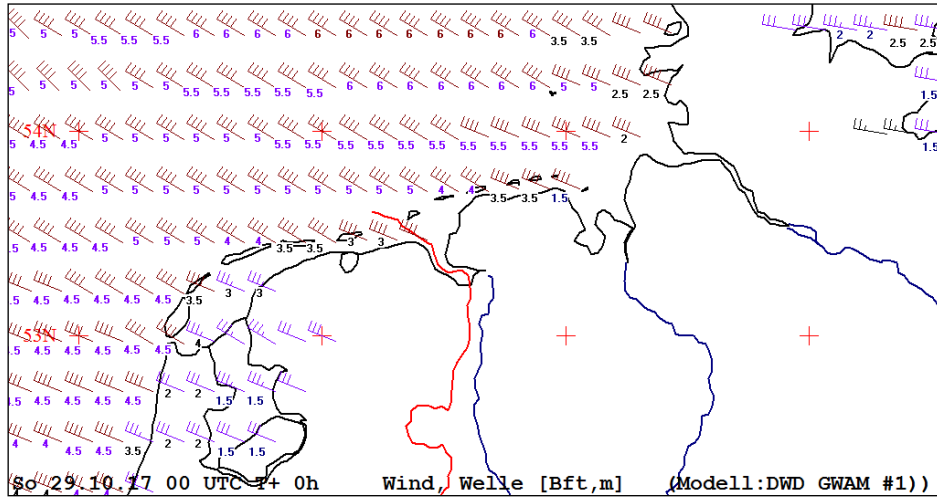 5 5 5 5.5 5.5 5.5 6 6 6 6 6 6 6 6 6 6 6 3.5 3.5 2 2 2.5 2.5
5 5 5 5 5 5 5.5 5.5 5.5 5.5 6 6 6 6 6 6 5 5 2.5 2.5 1.5
54N
4.5 4.5 5 5 5 5 5 5.5 5.5 5.5 5.5 5.5 5.5 5.5 5.5 5.5 5.5 5.5 2 1.5
5 4.5 4.5 5 5 5 5 5 5 5 5 5 5 4 4 3.5 3.5 1.5
5 4.5 4.5 4.5 5 5 5 4 4 3.5 3.5 3 3
4.5 4.5 4.5 4.5 4.5 3.5 3 3
53N
4.5 4.5 4.5 4.5 4.5 4
4.5 4.5 4.5 4.5 4.5 2 2 1.5 1.5
4 4 4.5 4.5 3.5 2 2 1.5 1.5
So 29.10.17 00 UTC T+ 0h Wind, Welle [Bft,m] (Modell:DWD GWAM #1))